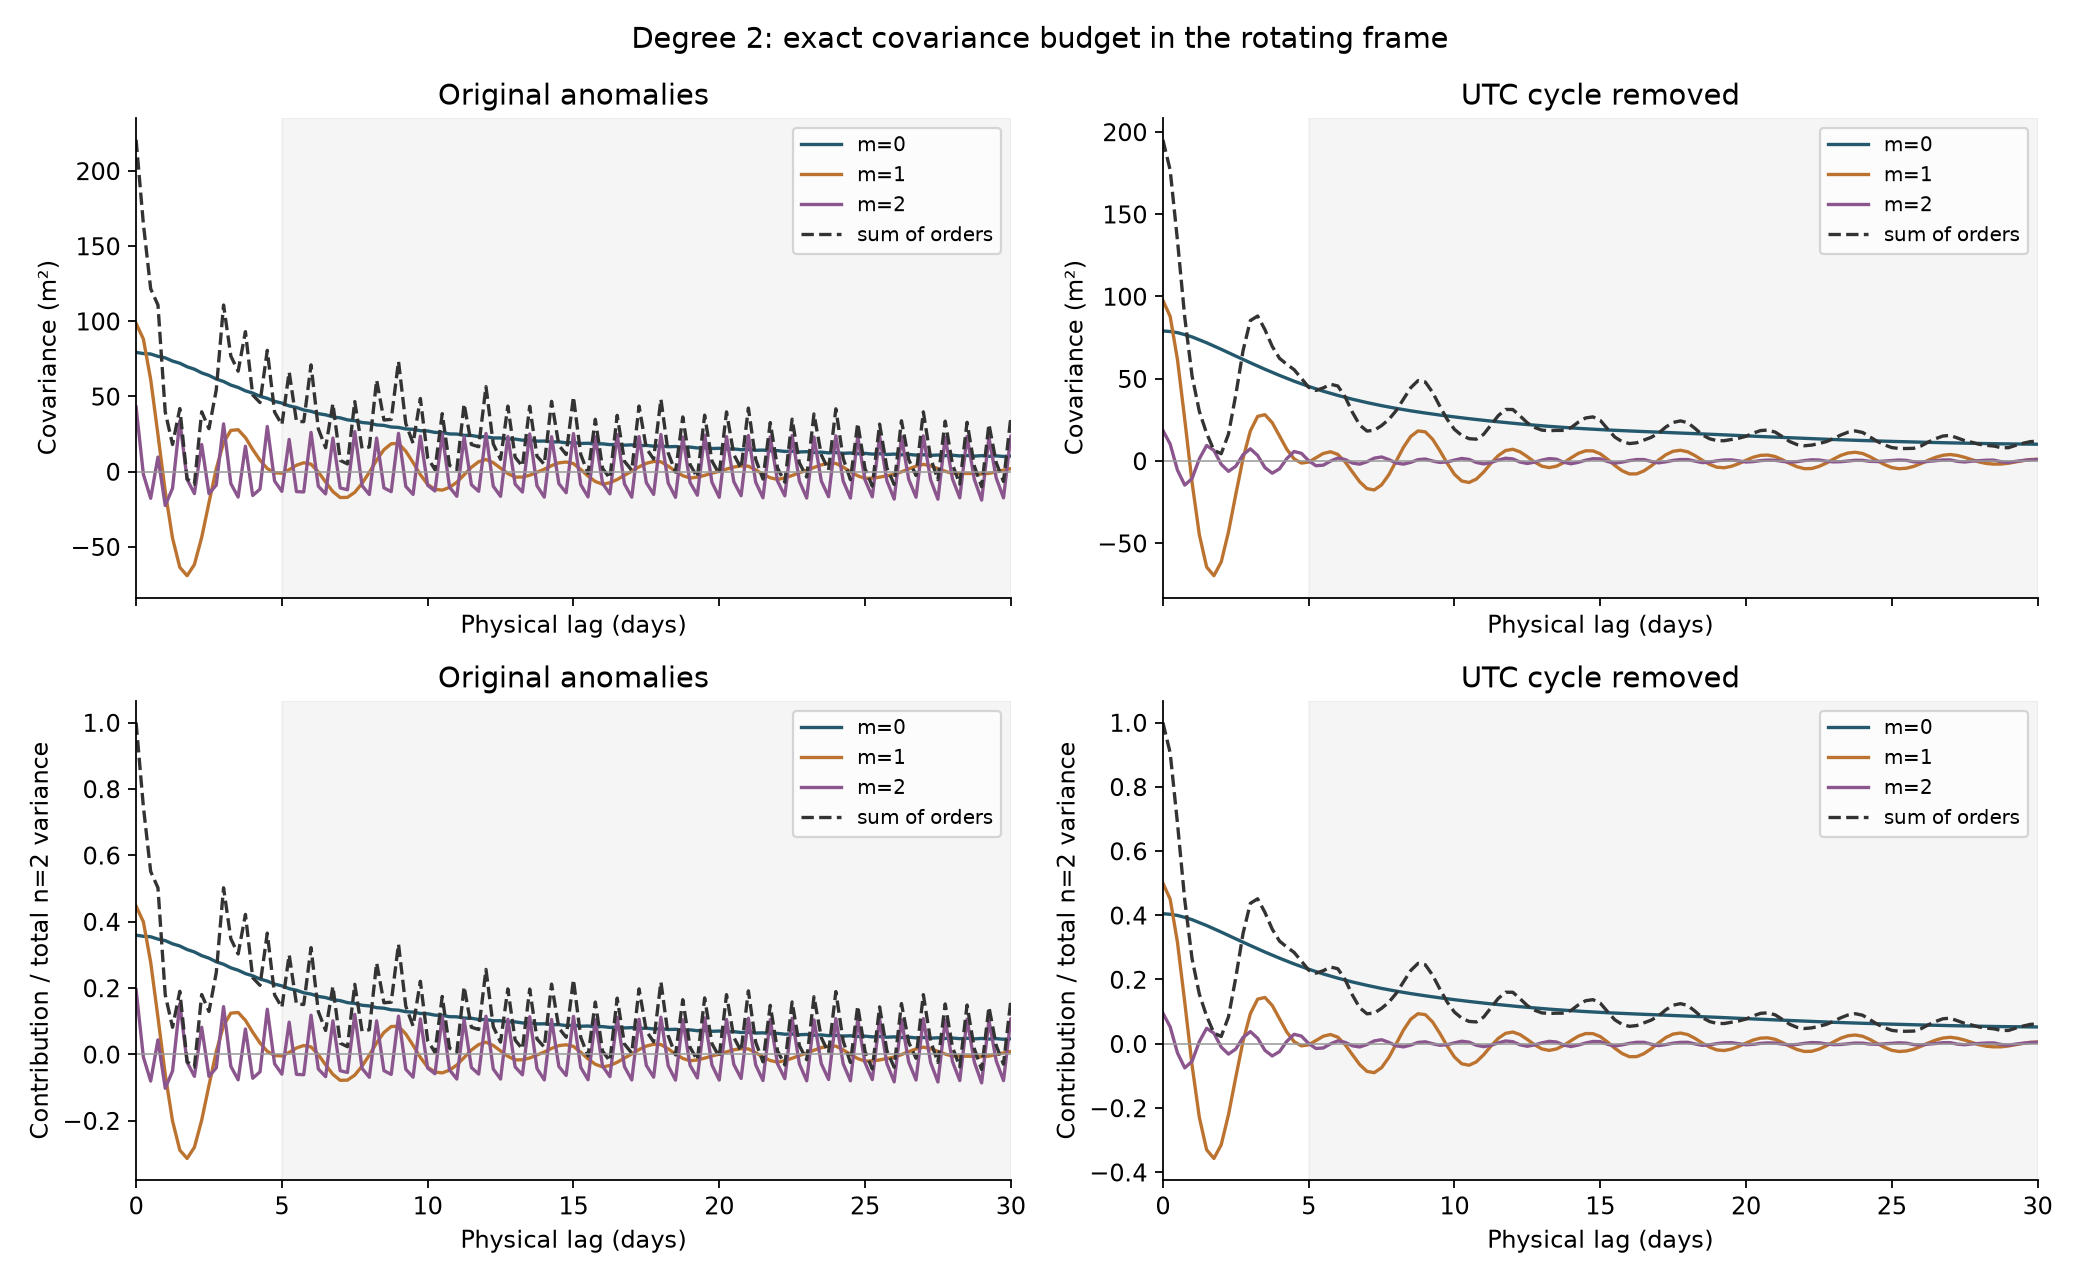 Degree 2: exact covariance budget in the rotating frame
Original anomalies
Covariance (m²)
200
150
100
50
0
−50
m=0
m=1
m=2
sum of orders
Physical lag (days)
UTC cycle removed
Covariance (m²)
200
150
100
50
0
−50
m=0
m=1
m=2
sum of orders
Physical lag (days)
Original anomalies
Contribution / total n=2 variance
1.0
0.8
0.6
0.4
0.2
0.0
−0.2
m=0
m=1
m=2
sum of orders
0 5 10 15 20 25 30
Physical lag (days)
UTC cycle removed
Contribution / total n=2 variance
1.0
0.8
0.6
0.4
0.2
0.0
−0.2
−0.4
m=0
m=1
m=2
sum of orders
0 5 10 15 20 25 30
Physical lag (days)